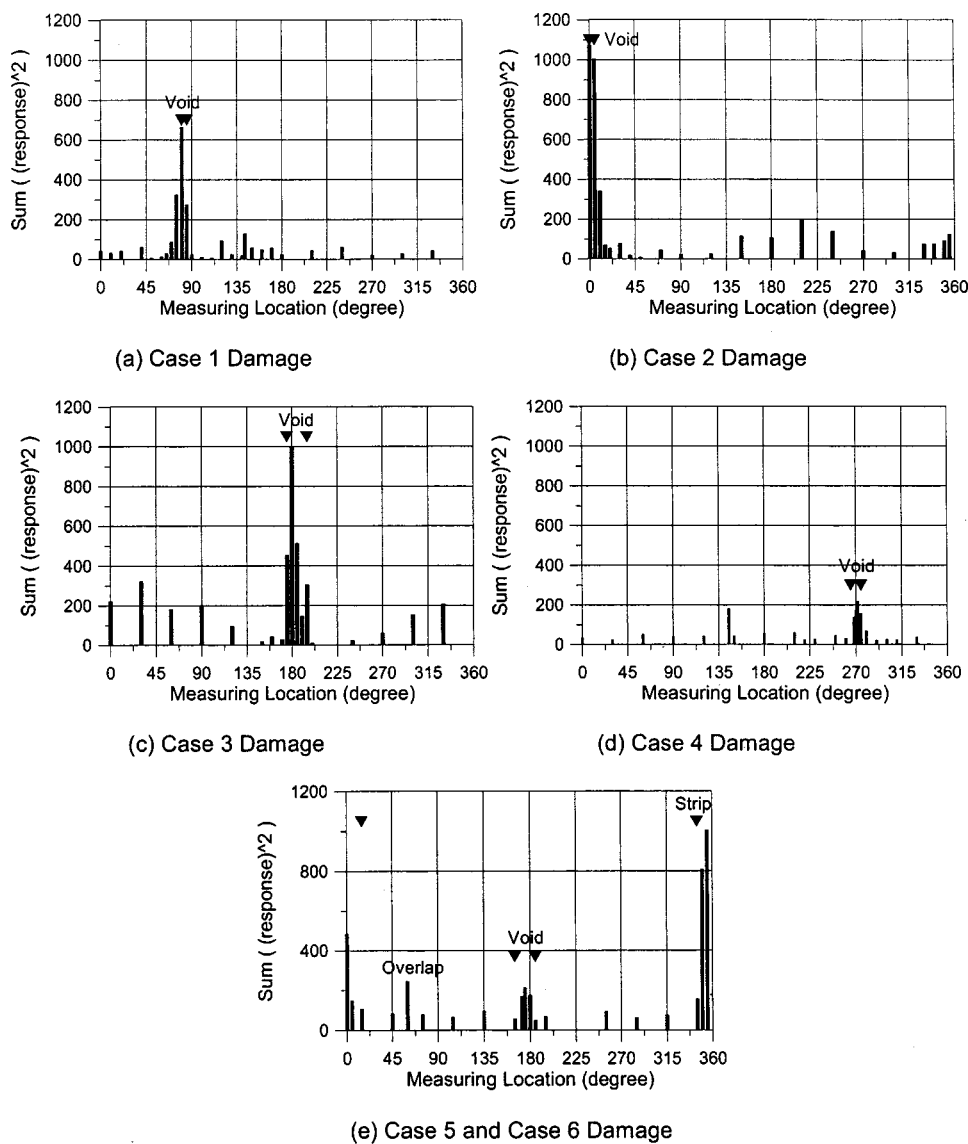 1200
1000
800
600
400
200
0
Sum ( (response)^2 )
Void
0 45 90 135 180 225 270 315 360
Measuring Location (degree)
(a) Case 1 Damage
1200
1000
800
600
400
200
0
Sum ( (response)^2 )
Void
0 45 90 135 180 225 270 315 360
Measuring Location (degree)
(b) Case 2 Damage
1200
1000
800
600
400
200
0
Sum ( (response)^2 )
Void
0 45 90 135 180 225 270 315 360
Measuring Location (degree)
(c) Case 3 Damage
1200
1000
800
600
400
200
0
Sum ( (response)^2 )
Void
0 45 90 135 180 225 270 315 360
Measuring Location (degree)
(d) Case 4 Damage
1200
800
400
0
Sum ( (response)^2 )
Strip
Void
Overlap
0 45 90 135 180 225 270 315 360
Measuring Location (degree)
(e) Case 5 and Case 6 Damage